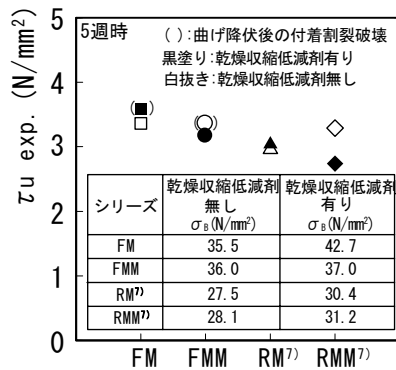 5週時
( ):曲げ降伏後の付着割裂破壊
黒塗り:乾燥収縮低減剤有り
白抜き:乾燥収縮低減剤無し
τu exp. (N/mm²)
5
4
3
2
1
0
シリーズ 乾燥収縮低減剤無し σB(N/mm²) 乾燥収縮低減剤有り σB(N/mm²)
FM 35.5 42.7
FMM 36.0 37.0
RM7) 27.5 30.4
RMM7) 28.1 31.2
FM FMM RM7) RMM7)